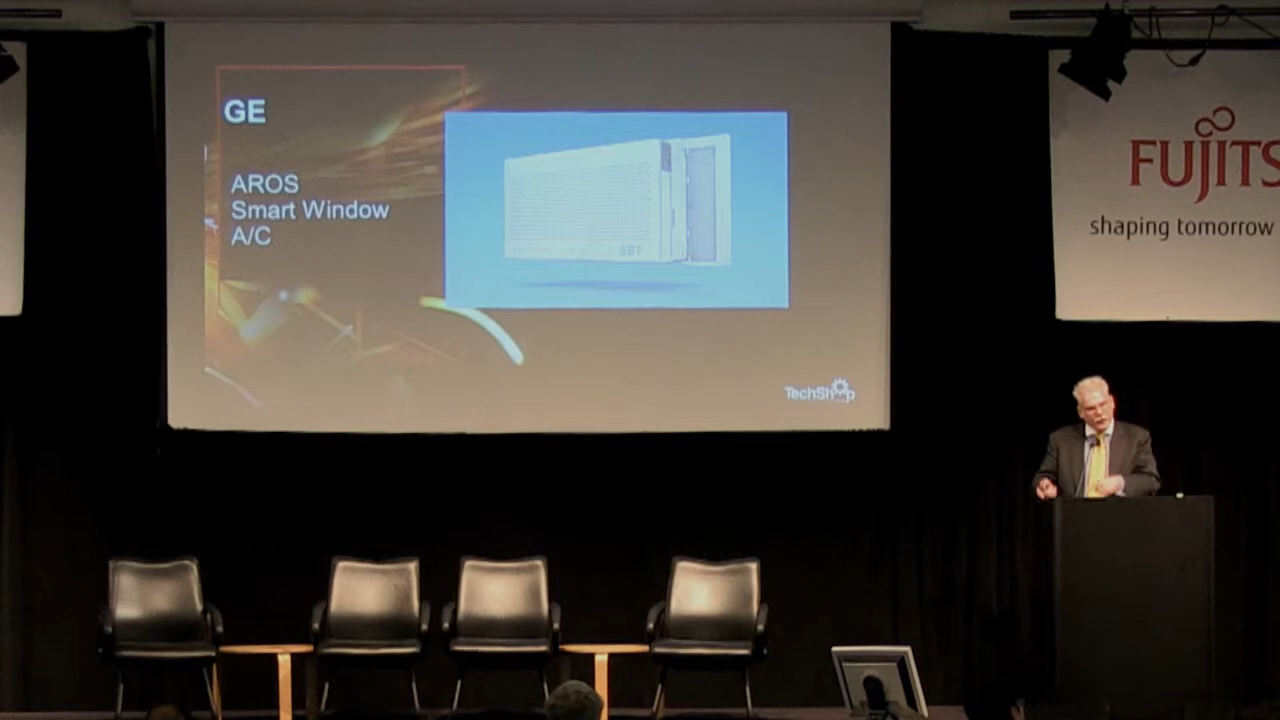 GE
AROS
Smart Window
A/C
TechShop
FUJITS
shaping tomorrow